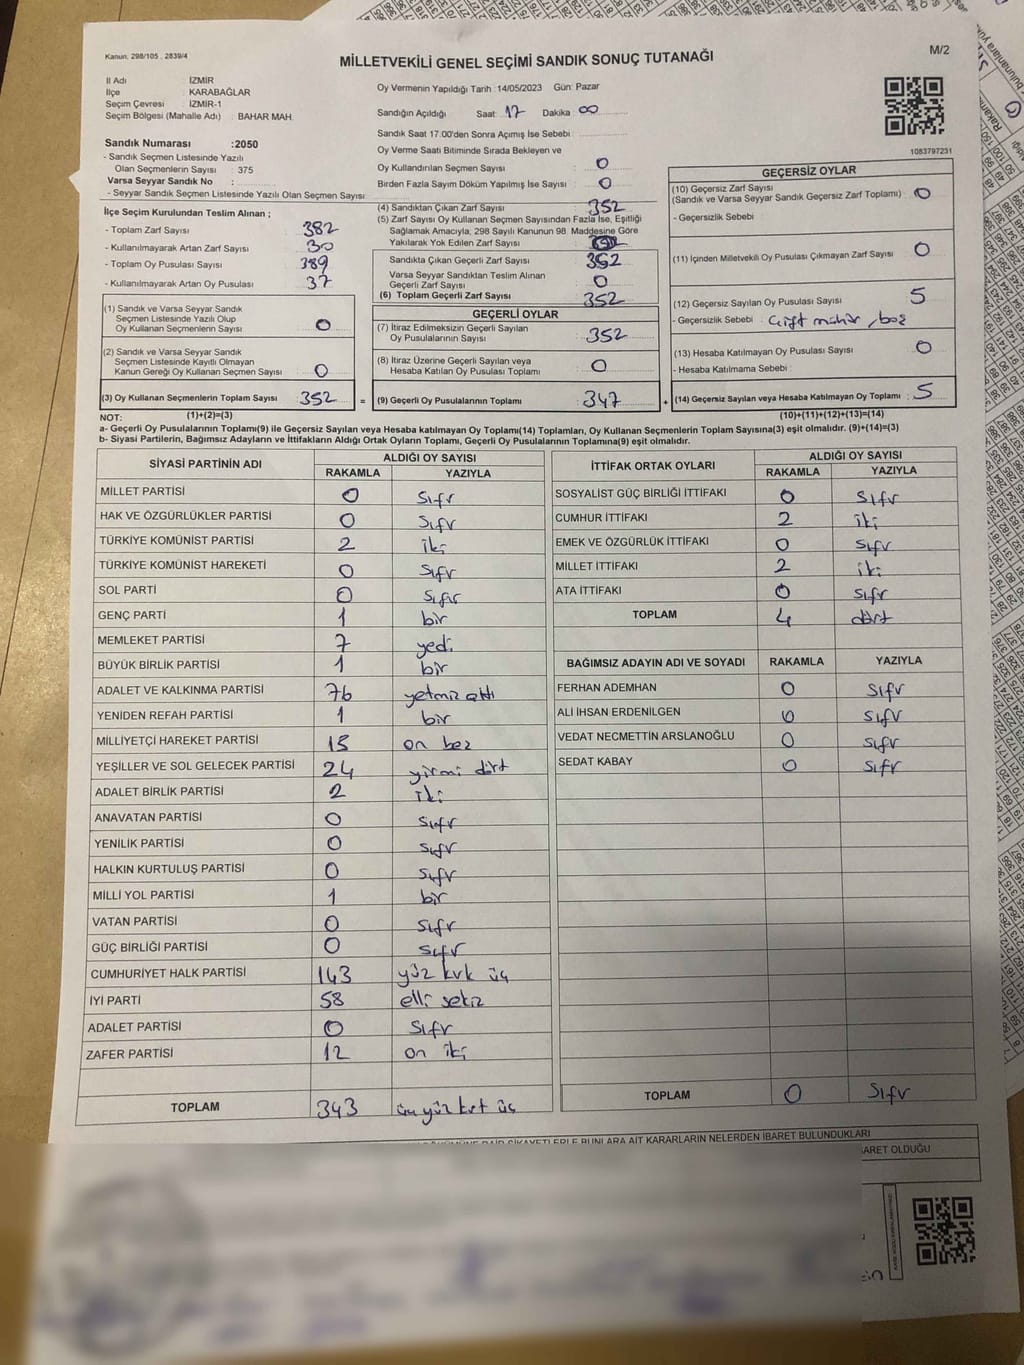 Kanun, 298/105, 2839/4
MİLLETVEKİLİ GENEL SEÇİMİ SANDIK SONUÇ TUTANAĞI
M/2
İl Adı İZMİR
İlçe KARABAĞLAR
Seçim Çevresi İZMİR-1
Seçim Bölgesi (Mahalle Adı) : BAHAR MAH.
Sandık Numarası :2050
- Sandık Seçmen Listesinde Yazılı
Olan Seçmenlerin Sayısı : 375
Varsa Seyyar Sandık No :
- Seyyar Sandık Seçmen Listesinde Yazılı Olan Seçmen Sayısı
Oy Vermenin Yapıldığı Tarih :14/05/2023 Gün: Pazar
Sandığın Açıldığı Saat: 17 Dakika 00
Sandık Saat 17.00'den Sonra Açımış İse Sebebi
Oy Verme Saati Bitiminde Sırada Bekleyen ve
Oy Kullandırılan Seçmen Sayısı 0
Birden Fazla Sayım Döküm Yapılmış İse Sayısı 0
1083797231
İlçe Seçim Kurulundan Teslim Alınan ;
- Toplam Zarf Sayısı 382
- Kullanılmayarak Artan Zarf Sayısı 30
- Toplam Oy Pusulası Sayısı 389
- Kullanılmayarak Artan Oy Pusulası 37
(4) Sandıktan Çıkan Zarf Sayısı 352
(5) Zarf Sayısı Oy Kullanan Seçmen Sayısından Fazla İse, Eşitliği
Sağlamak Amacıyla, 298 Sayılı Kanunun 98. Maddesine Göre
Yakılarak Yok Edilen Zarf Sayısı
Sandıkta Çıkan Geçerli Zarf Sayısı 352
Varsa Seyyar Sandıktan Teslim Alınan
Geçerli Zarf Sayısı 0
(6) Toplam Geçerli Zarf Sayısı 352
GEÇERSİZ OYLAR
(10) Geçersiz Zarf Sayısı
(Sandık ve Varsa Seyyar Sandık Geçersiz Zarf Toplamı) 0
- Geçersizlik Sebebi
(11) İçinden Milletvekili Oy Pusulası Çıkmayan Zarf Sayısı 0
(12) Geçersiz Sayılan Oy Pusulası Sayısı 5
- Geçersizlik Sebebi : Çift mühür, boş
(13) Hesaba Katılmayan Oy Pusulası Sayısı 0
- Hesaba Katılmama Sebebi :
(14) Geçersiz Sayılan veya Hesaba Katılmayan Oy Toplamı : 5
(10)+(11)+(12)+(13)=(14)
(1) Sandık ve Varsa Seyyar Sandık
Seçmen Listesinde Yazılı Olup
Oy Kullanan Seçmenlerin Sayısı 0
(2) Sandık ve Varsa Seyyar Sandık
Seçmen Listesinde Kayıtlı Olmayan
Kanun Gereği Oy Kullanan Seçmen Sayısı : 0
(3) Oy Kullanan Seçmenlerin Toplam Sayısı : 352 =
(1)+(2)=(3)
GEÇERLİ OYLAR
(7) İtiraz Edilmeksizin Geçerli Sayılan
Oy Pusulalarının Sayısı 352
(8) İtiraz Üzerine Geçerli Sayılan veya
Hesaba Katılan Oy Pusulası Toplamı 0
(9) Geçerli Oy Pusulalarının Toplamı 347 +
NOT:
a- Geçerli Oy Pusulalarının Toplamı(9) ile Geçersiz Sayılan veya Hesaba katılmayan Oy Toplamı(14) Toplamları, Oy Kullanan Seçmenlerin Toplam Sayısına(3) eşit olmalıdır. (9)+(14)=(3)
b- Siyasi Partilerin, Bağımsız Adayların ve İttifakların Aldığı Ortak Oyların Toplamı, Geçerli Oy Pusulalarının Toplamına(9) eşit olmalıdır.
SİYASİ PARTİNİN ADI ALDIĞI OY SAYISI
RAKAMLA YAZIYLA
MİLLET PARTİSİ 0 Sıfır
HAK VE ÖZGÜRLÜKLER PARTİSİ 0 Sıfır
TÜRKİYE KOMÜNİST PARTİSİ 2 iki
TÜRKİYE KOMÜNİST HAREKETİ 0 Sıfır
SOL PARTİ 0 Sıfır
GENÇ PARTİ 1 bir
MEMLEKET PARTİSİ 7 yedi
BÜYÜK BİRLİK PARTİSİ 1 bir
ADALET VE KALKINMA PARTİSİ 76 yetmiş altı
YENİDEN REFAH PARTİSİ 1 bir
MİLLİYETÇİ HAREKET PARTİSİ 15 on beş
YEŞİLLER VE SOL GELECEK PARTİSİ 24 yirmi dört
ADALET BİRLİK PARTİSİ 2 iki
ANAVATAN PARTİSİ 0 Sıfır
YENİLİK PARTİSİ 0 Sıfır
HALKIN KURTULUŞ PARTİSİ 0 Sıfır
MİLLİ YOL PARTİSİ 1 bir
VATAN PARTİSİ 0 Sıfır
GÜÇ BİRLİĞİ PARTİSİ 0 Sıfır
CUMHURİYET HALK PARTİSİ 143 yüz kırk üç
İYİ PARTİ 58 elli sekiz
ADALET PARTİSİ 0 Sıfır
ZAFER PARTİSİ 12 on iki
TOPLAM 343 üç yüz kırk üç
İTTİFAK ORTAK OYLARI ALDIĞI OY SAYISI
RAKAMLA YAZIYLA
SOSYALİST GÜÇ BİRLİĞİ İTTİFAKI 0 Sıfır
CUMHUR İTTİFAKI 2 iki
EMEK VE ÖZGÜRLÜK İTTİFAKI 0 Sıfır
MİLLET İTTİFAKI 2 iki
ATA İTTİFAKI 0 Sıfır
TOPLAM 4 dört
BAĞIMSIZ ADAYIN ADI VE SOYADI RAKAMLA YAZIYLA
FERHAN ADEMHAN 0 Sıfır
ALİ İHSAN ERDENİLGEN 0 Sıfır
VEDAT NECMETTİN ARSLANOĞLU 0 Sıfır
SEDAT KABAY 0 Sıfır
TOPLAM 0 Sıfır
ŞİKAYETLERLE BUNLARA AİT KARARLARIN NELERDEN İBARET BULUNDUKLARI
OLDUĞU